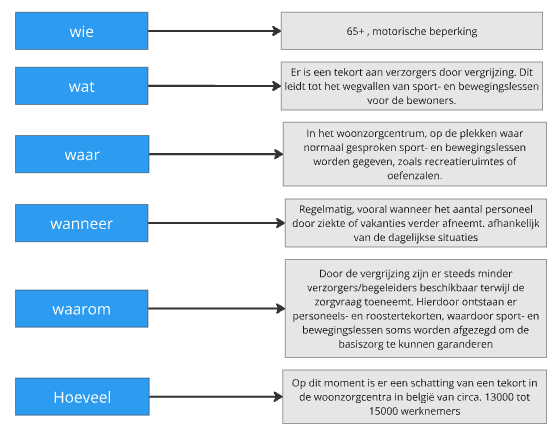 wie
65+ , motorische beperking
wat
Er is een tekort aan verzorgers door vergrijzing. Dit
leidt tot het wegvallen van sport- en bewegingslessen
voor de bewoners.
waar
In het woonzorgcentrum, op de plekken waar
normaal gesproken sport- en bewegingslessen
worden gegeven, zoals recreatieruimtes of
oefenzalen.
wanneer
Regelmatig, vooral wanneer het aantal personeel
door ziekte of vakanties verder afneemt. afhankelijk
van de dagelijkse situaties
waarom
Door de vergrijzing zijn er steeds minder
verzorgers/begeleiders beschikbaar terwijl de
zorgvraag toeneemt. Hierdoor ontstaan er
personeels- en roostertekorten, waardoor sport- en
bewegingslessen soms worden afgezegd om de
basiszorg te kunnen garanderen
Hoeveel
Op dit moment is er een schatting van een tekort in
de woonzorgcentra in belgië van circa. 13000 tot
15000 werknemers